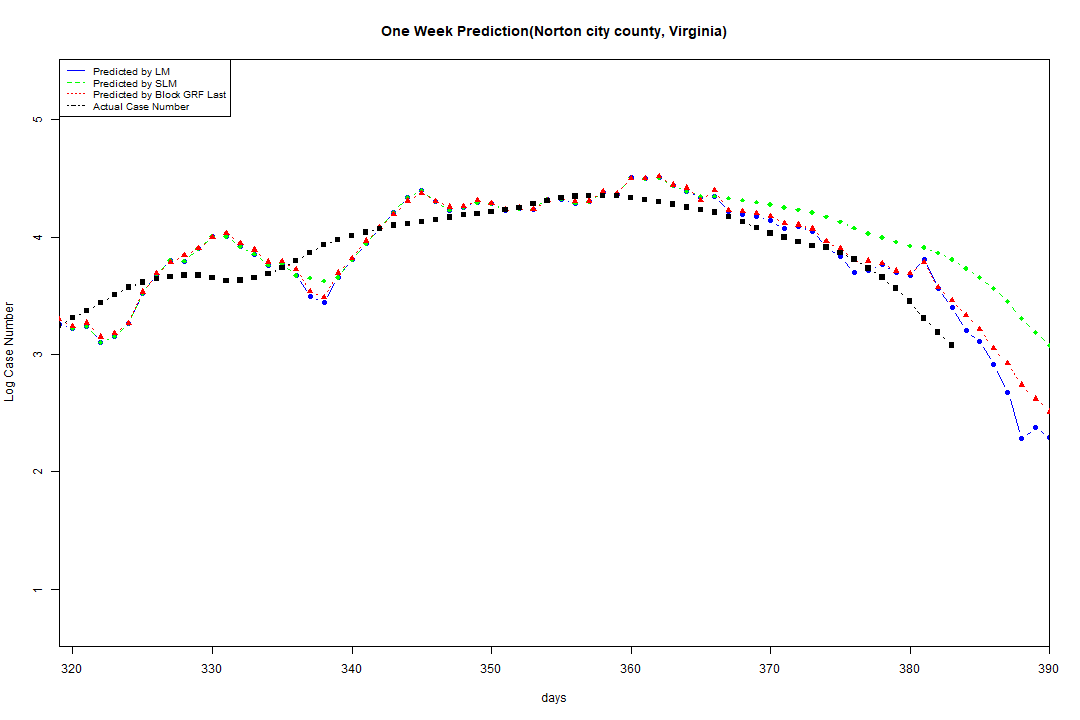 One Week Prediction(Norton city county, Virginia)
Predicted by LM
Predicted by SLM
Predicted by Block GRF Last
Actual Case Number
5
4
3
2
1
Log Case Number
320 330 340 350 360 370 380 390
days